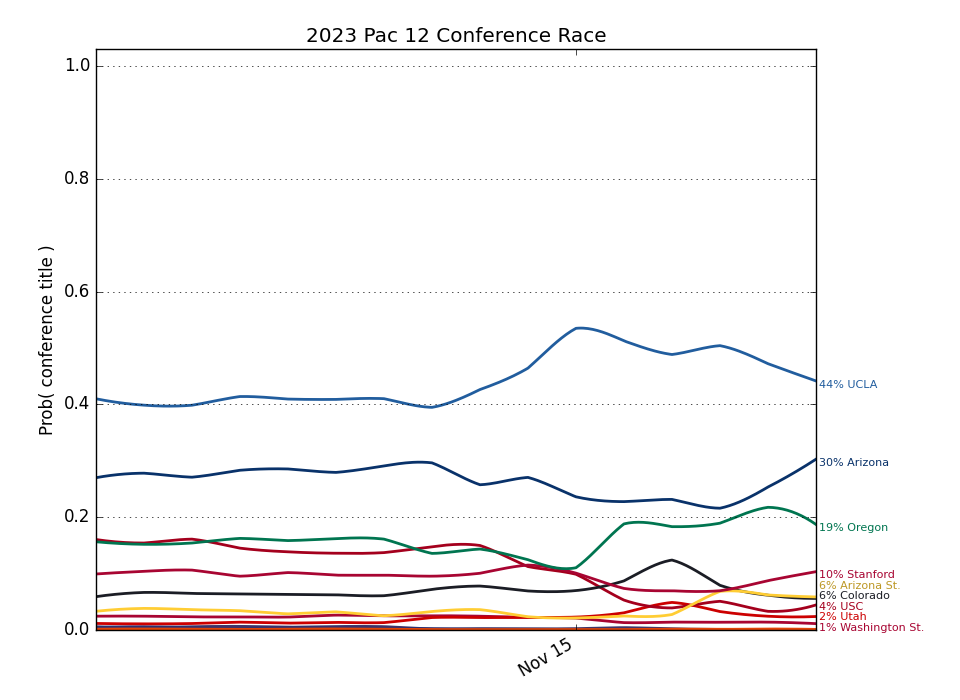 2023 Pac 12 Conference Race
1.0
0.8
0.6
0.4
0.2
0.0
Prob( conference title )
Nov 15
44% UCLA
30% Arizona
19% Oregon
10% Stanford
6% Arizona St.
6% Colorado
4% USC
2% Utah
1% Washington St.